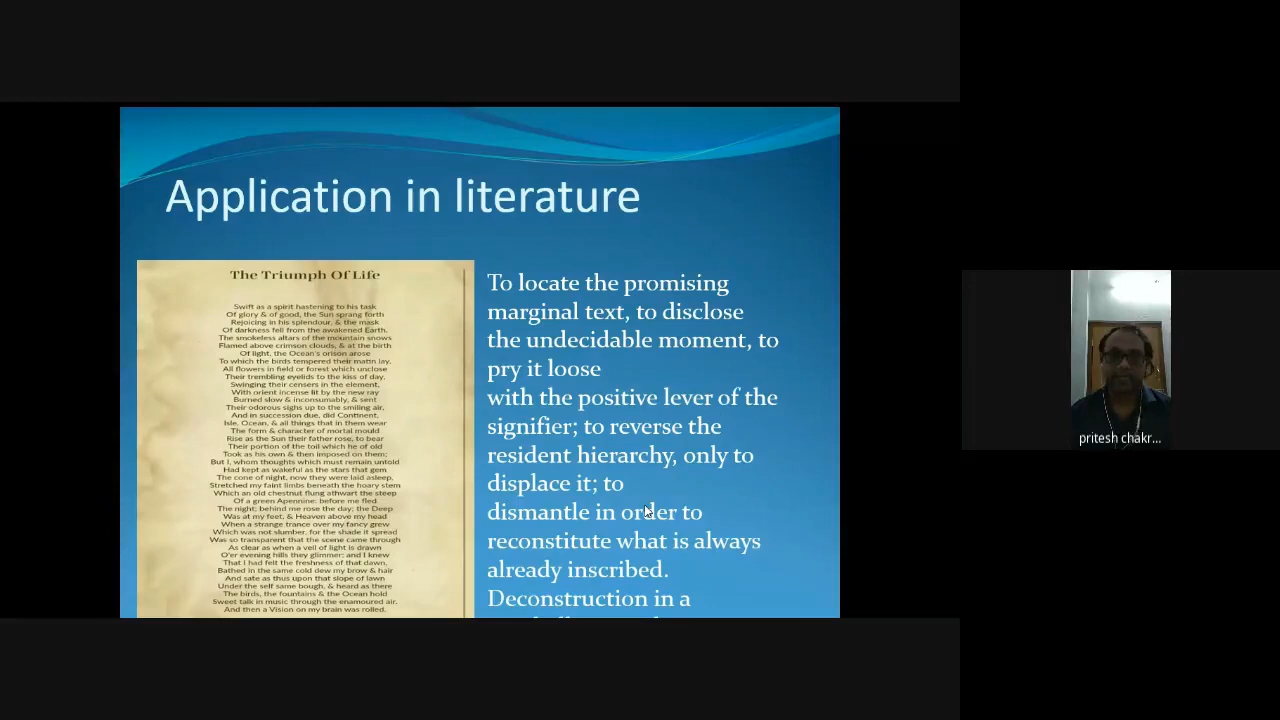 Application in literature
The Triumph Of Life
Swift as a spirit hastening to his task
Of glory & of good, the Sun sprang forth
Rejoicing in his splendour, & the mask
Of darkness fell from the awakened Earth.
The smokeless altars of the mountain snows
Flamed above crimson clouds, & at the birth
Of light, the Ocean's orison arose
To which the birds tempered their matin lay,
All flowers in field or forest which unclose
Their trembling eyelids to the kiss of day,
Swinging their censers in the element,
With orient incense lit by the new ray
Burned slow & inconsumably, & sent
Their odorous sighs up to the smiling air,
And in succession due, did Continent,
Isle, Ocean, & all things that in them wear
The form & character of mortal mould
Rise as the Sun their father rose, to bear
Their portion of the toil which he of old
Took as his own & then imposed on them;
But I, whom thoughts which must remain untold
Had kept as wakeful as the stars that gem
The cone of night, now they were laid asleep,
Stretched my faint limbs beneath the hoary stem
Which an old chestnut flung athwart the steep
Of a green Apennine: before me fled
The night; behind me rose the day; the Deep
Was at my feet, & Heaven above my head
When a strange trance over my fancy grew
Which was not slumber, for the shade it spread
Was so transparent that the scene came through
As clear as when a veil of light is drawn
O'er evening hills they glimmer; and I knew
That I had felt the freshness of that dawn,
Bathed in the same cold dew my brow & hair
And sate as thus upon that slope of lawn
Under the self same bough, & heard as there
The birds, the fountains & the Ocean hold
Sweet talk in music through the enamoured air.
And then a Vision on my brain was rolled.
To locate the promising
marginal text, to disclose
the undecidable moment, to
pry it loose
with the positive lever of the
signifier; to reverse the
resident hierarchy, only to
displace it; to
dismantle in order to
reconstitute what is always
already inscribed.
Deconstruction in a
pritesh chakr...